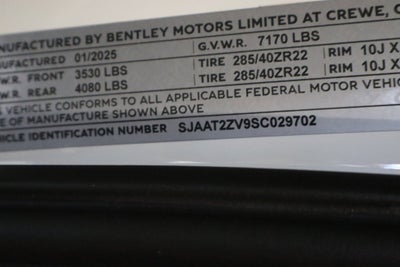 NUFACTURED BY BENTLEY MOTORS LIMITED AT CREWE,
UFACTURED 01/2025 G.V.W.R. 7170 LBS
W.R. FRONT 3530 LBS TIRE 285/40ZR22 RIM 10J X
W.R. REAR 4080 LBS TIRE 285/40ZR22 RIM 10J X
S VEHICLE CONFORMS TO ALL APPLICABLE FEDERAL MOTOR VEHIC
E OF MANUFACTURE SHOWN ABOVE
ICLE IDENTIFICATION NUMBER SJAAT2ZV9SC029702